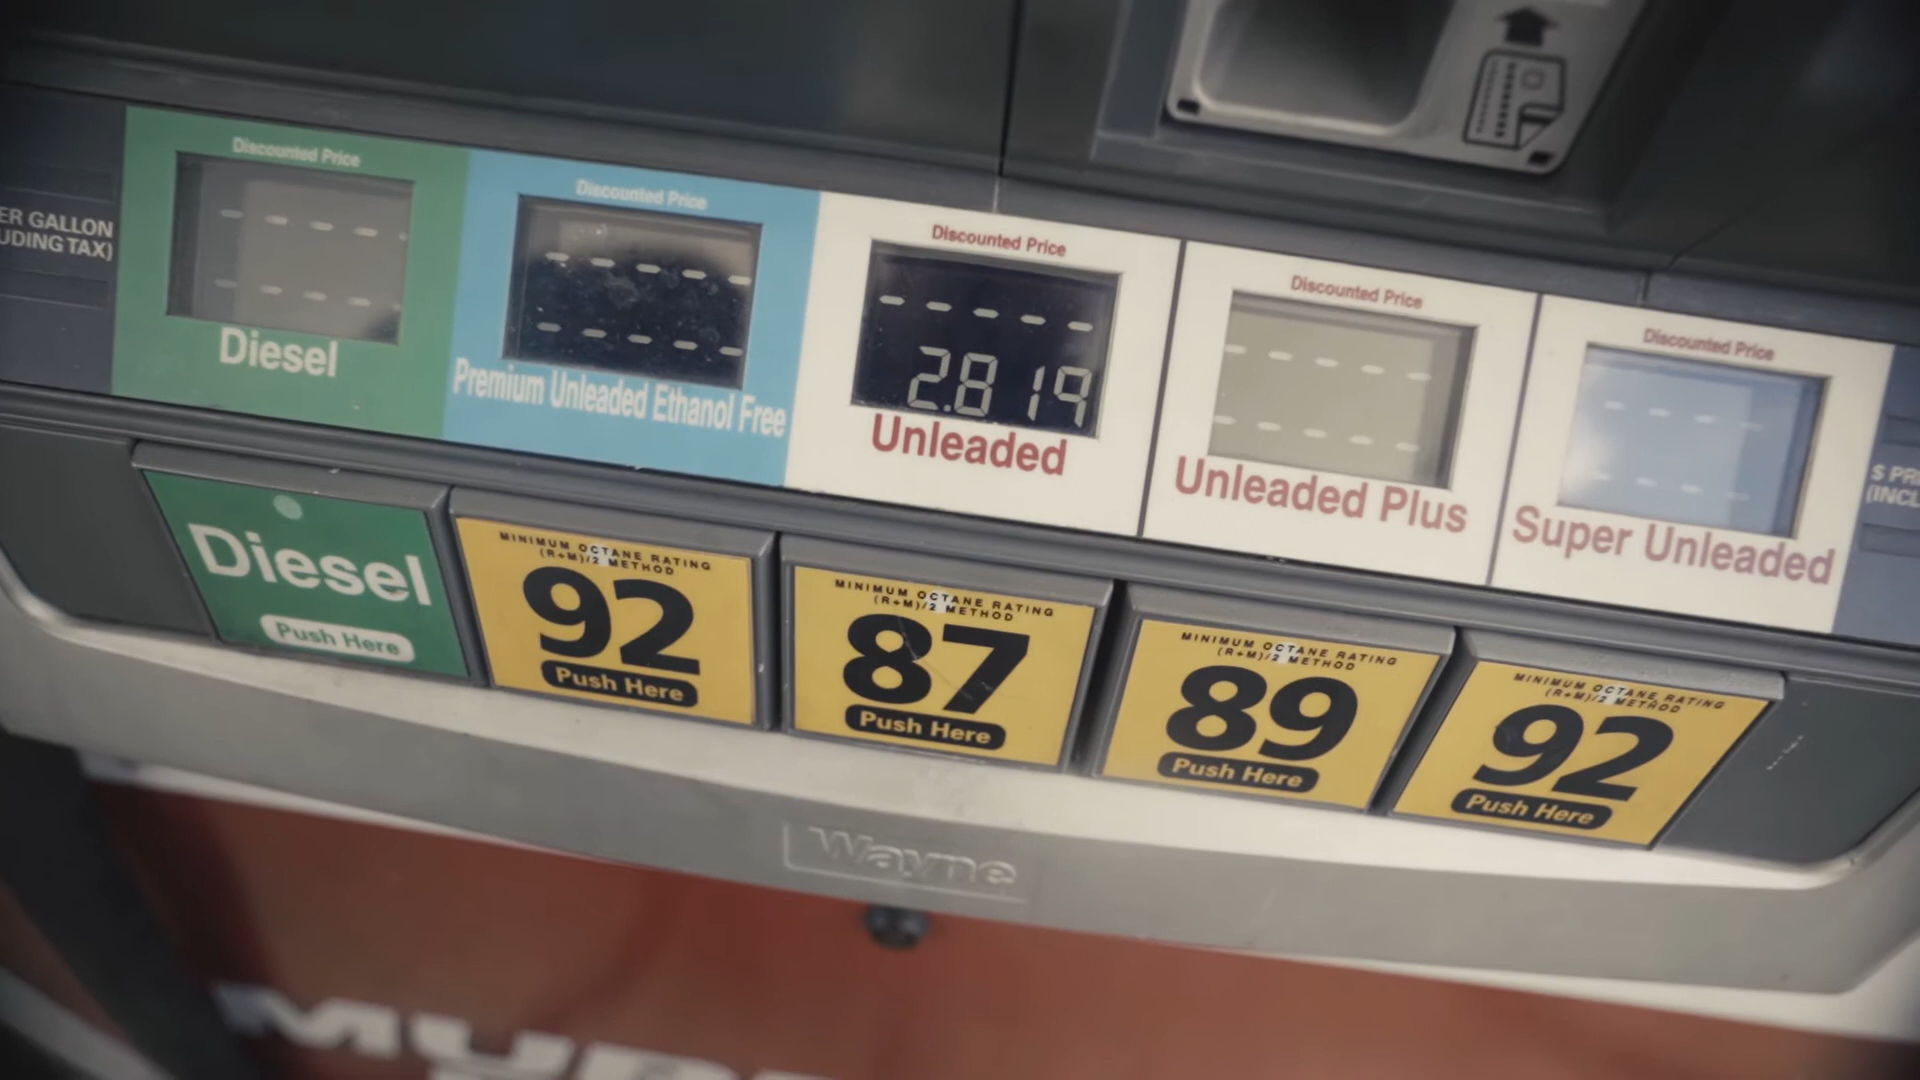 ER GALLON
UDING TAX)
Discounted Price
Diesel
Discounted Price
Premium Unleaded Ethanol Free
Discounted Price
2.819
Unleaded
Discounted Price
Unleaded Plus
Discounted Price
Super Unleaded
$ PRI
(INCL
Diesel
Push Here
MINIMUM OCTANE RATING
(R+M)/2 METHOD
92
Push Here
MINIMUM OCTANE RATING
(R+M)/2 METHOD
87
Push Here
MINIMUM OCTANE RATING
(R+M)/2 METHOD
89
Push Here
MINIMUM OCTANE RATING
(R+M)/2 METHOD
92
Push Here
Wayne